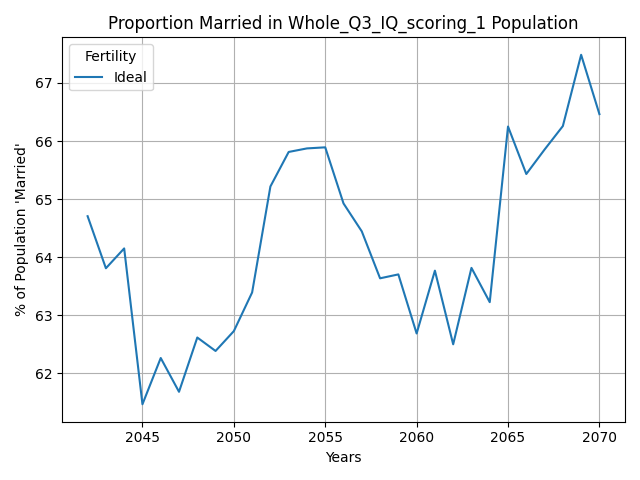 Proportion Married in Whole_Q3_IQ_scoring_1 Population
Fertility
Ideal
% of Population 'Married'
67
66
65
64
63
62
2045 2050 2055 2060 2065 2070
Years